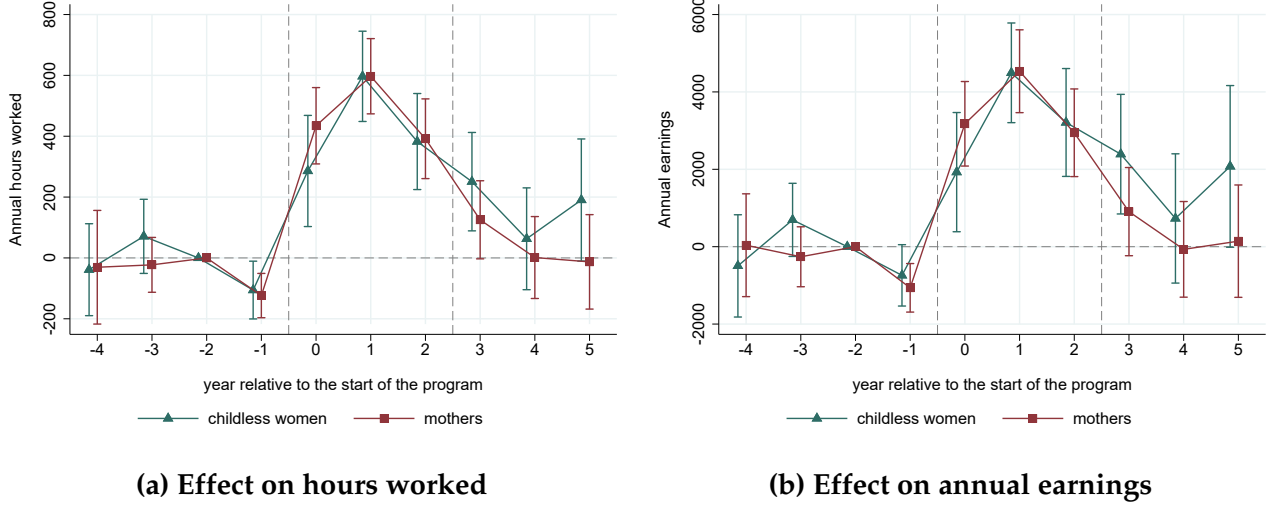 Annual hours worked
800
600
400
200
0
-200
-4 -3 -2 -1 0 1 2 3 4 5
year relative to the start of the program
childless women mothers
(a) Effect on hours worked
Annual earnings
6000
4000
2000
0
-2000
-4 -3 -2 -1 0 1 2 3 4 5
year relative to the start of the program
childless women mothers
(b) Effect on annual earnings